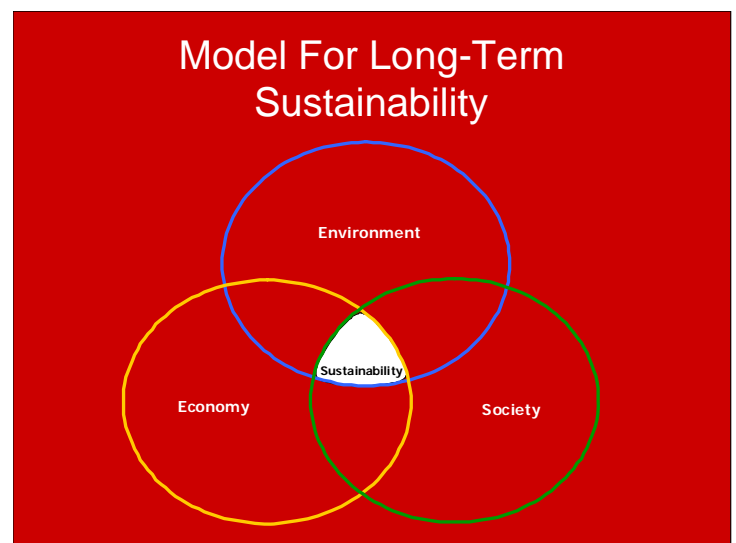 Model For Long-Term
Sustainability
Environment
Sustainability
Economy
Society